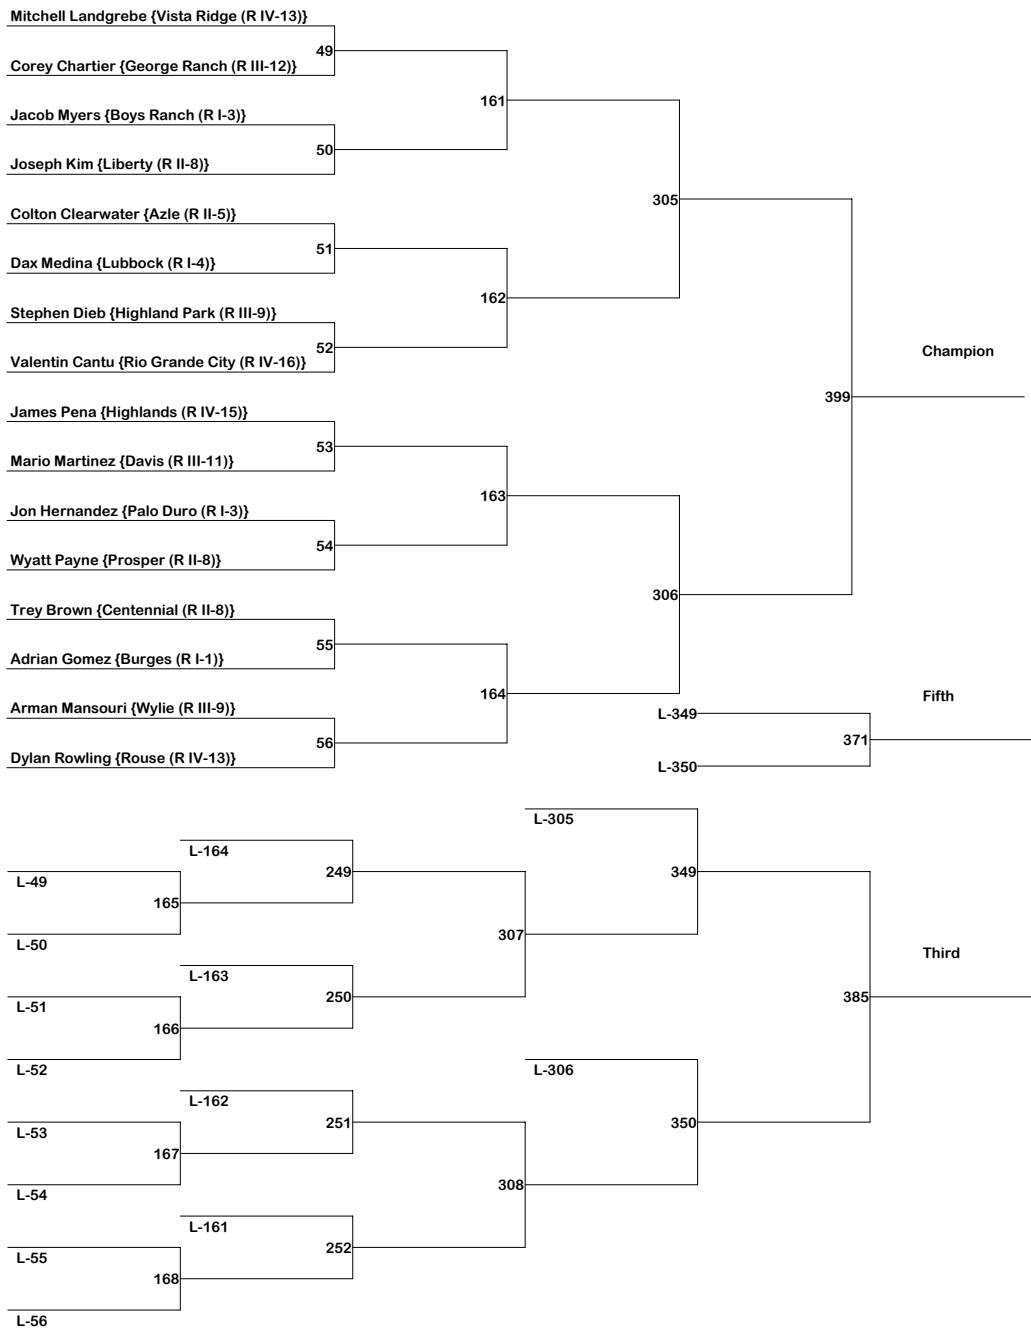 Mitchell Landgrebe {Vista Ridge (R IV-13)}
49
Corey Chartier {George Ranch (R III-12)}
161
Jacob Myers {Boys Ranch (R I-3)}
50
Joseph Kim {Liberty (R II-8)}
305
Colton Clearwater {Azle (R II-5)}
51
Dax Medina {Lubbock (R I-4)}
162
Stephen Dieb {Highland Park (R III-9)}
52
Valentin Cantu {Rio Grande City (R IV-16)}
Champion
399
James Pena {Highlands (R IV-15)}
53
Mario Martinez {Davis (R III-11)}
163
Jon Hernandez {Palo Duro (R I-3)}
54
Wyatt Payne {Prosper (R II-8)}
306
Trey Brown {Centennial (R II-8)}
55
Adrian Gomez {Burges (R I-1)}
164
Arman Mansouri {Wylie (R III-9)}
56
Dylan Rowling {Rouse (R IV-13)}
Fifth
L-349
371
L-350
L-305
L-164
249
349
L-49
165
L-50
307
Third
L-163
250
385
L-51
166
L-52
L-306
L-162
251
350
L-53
167
L-54
308
L-161
252
L-55
168
L-56